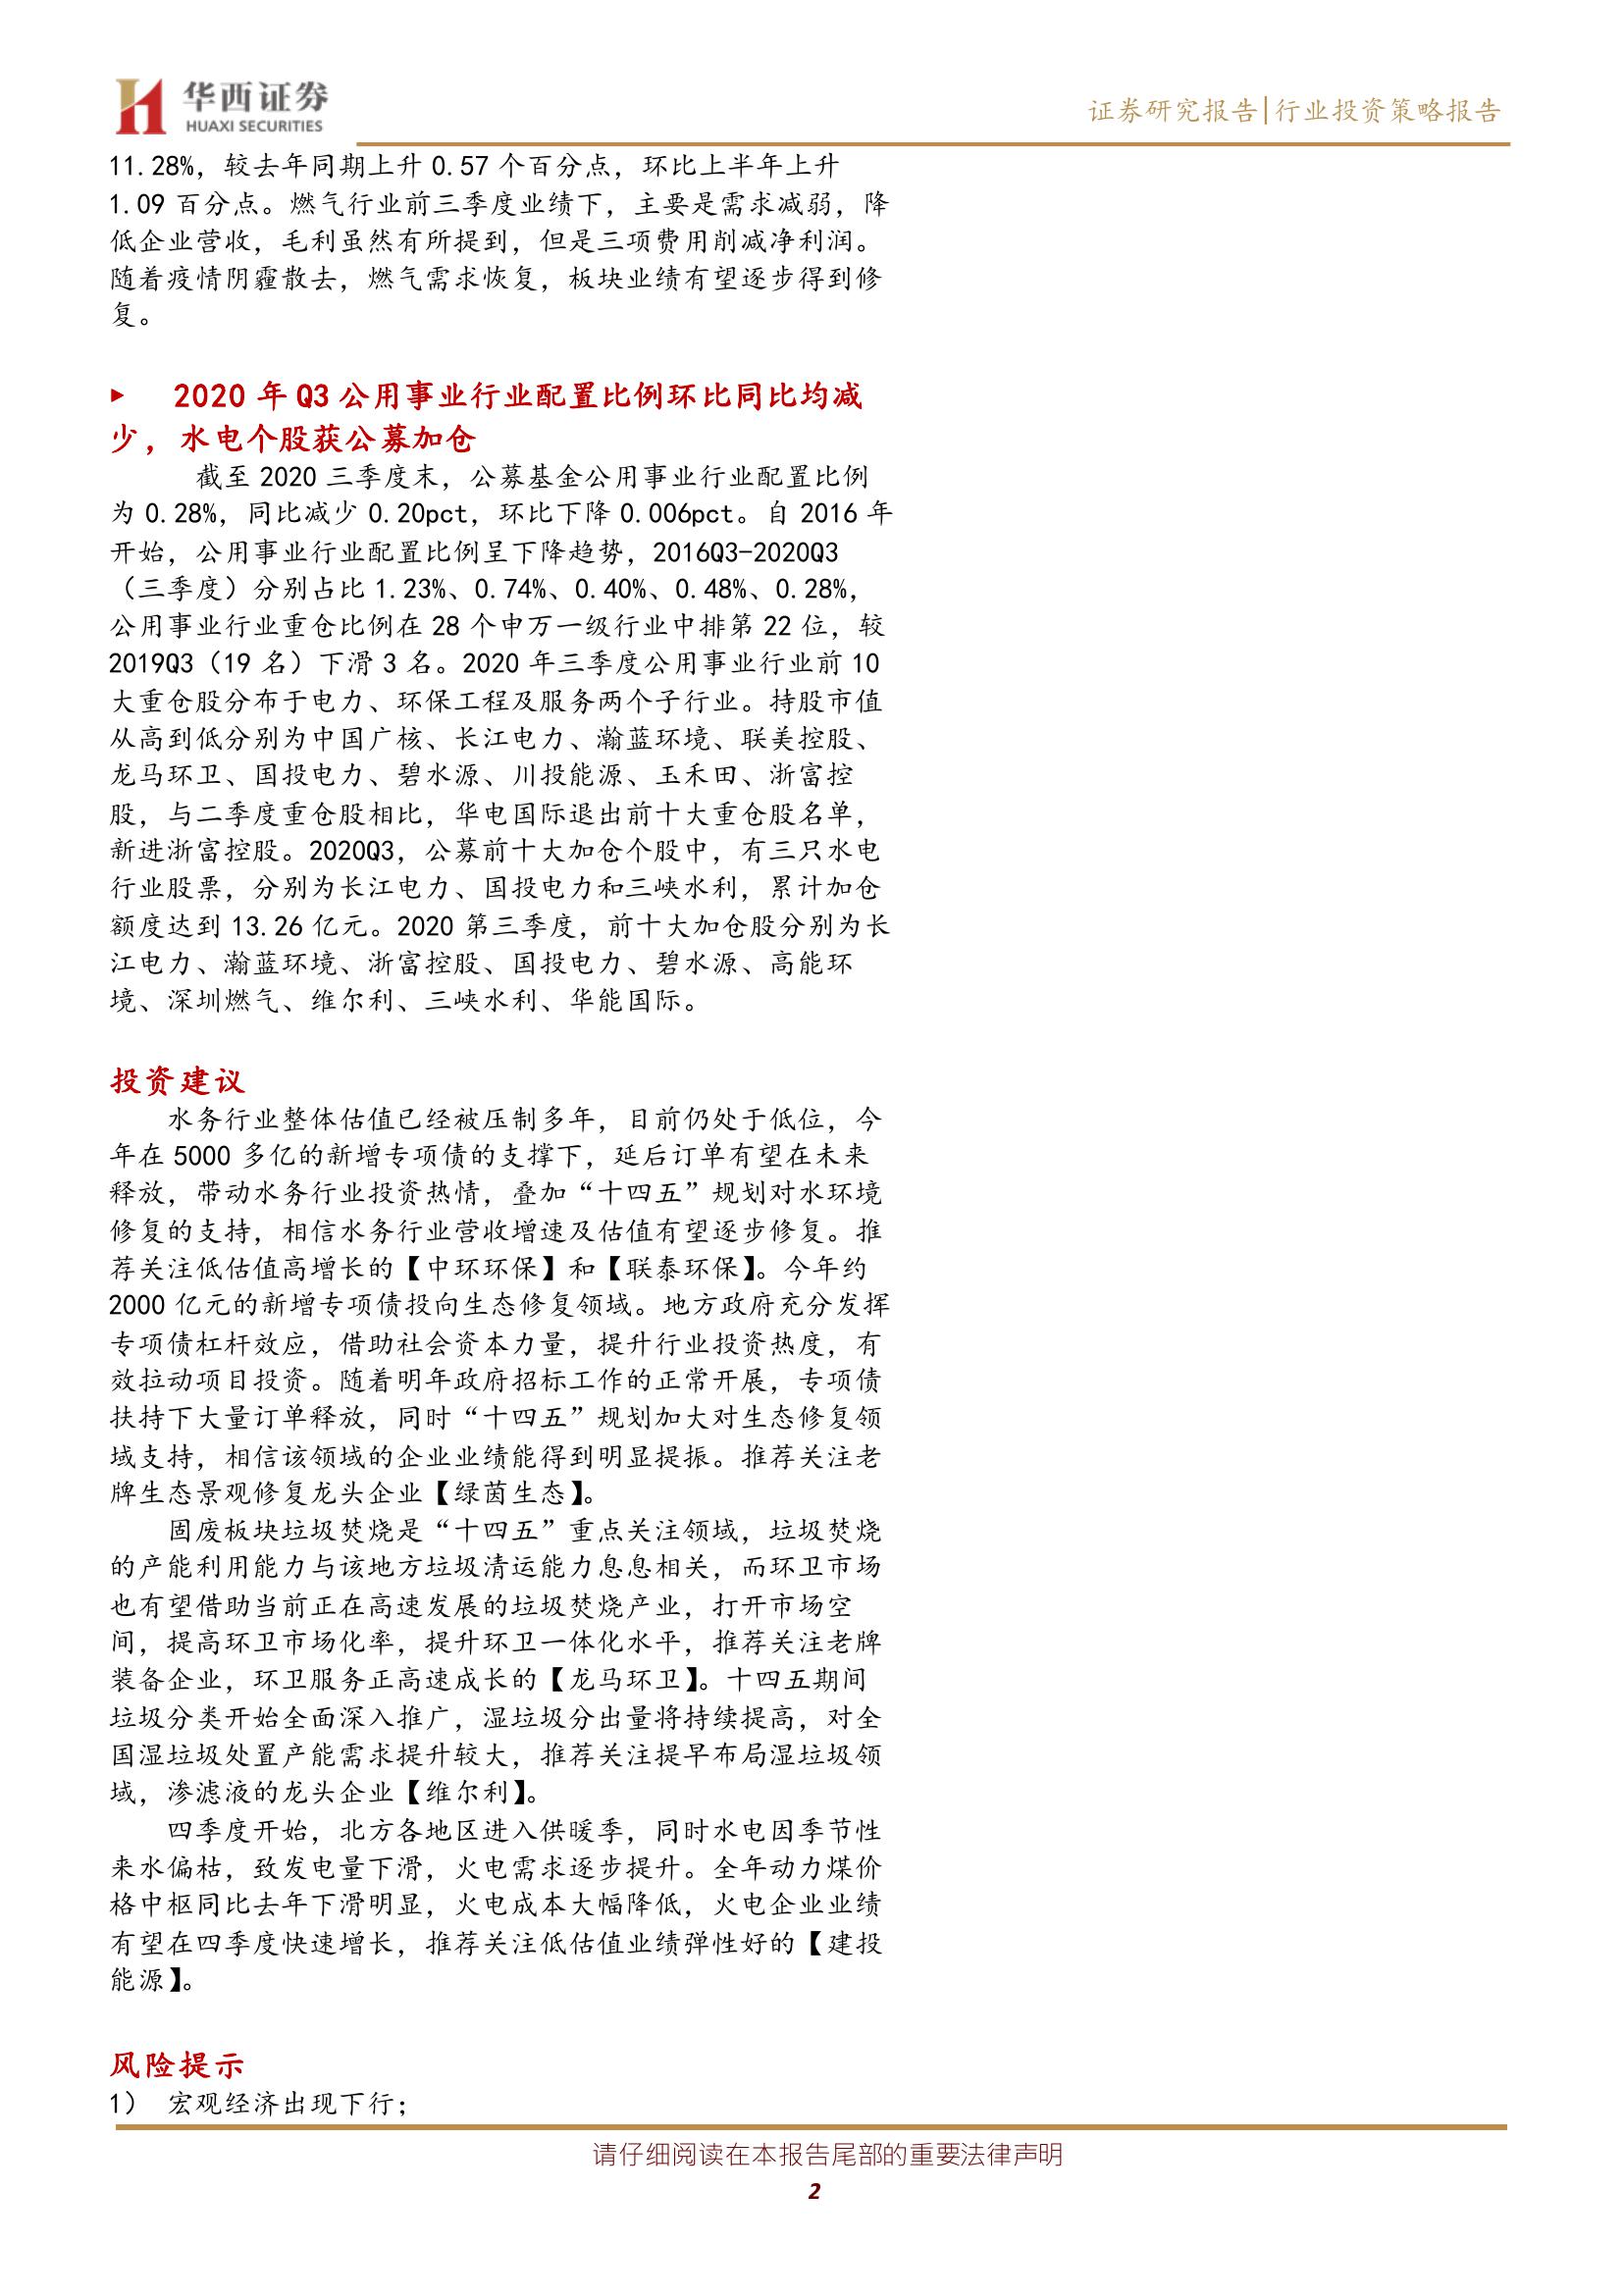 华西证券
HUAXI SECURITIES
证券研究报告|行业投资策略报告
11.28%，较去年同期上升 0.57 个百分点，环比上半年上升
1.09 百分点。燃气行业前三季度业绩下，主要是需求减弱，降
低企业营收，毛利虽然有所提到，但是三项费用削减净利润。
随着疫情阴霾散去，燃气需求恢复，板块业绩有望逐步得到修
复。
▶ 2020 年 Q3 公用事业行业配置比例环比同比均减
少，水电个股获公募加仓
截至 2020 三季度末，公募基金公用事业行业配置比例
为 0.28%，同比减少 0.20pct，环比下降 0.006pct。自 2016 年
开始，公用事业行业配置比例呈下降趋势，2016Q3-2020Q3
（三季度）分别占比 1.23%、0.74%、0.40%、0.48%、0.28%，
公用事业行业重仓比例在 28 个申万一级行业中排第 22 位，较
2019Q3（19 名）下滑 3 名。2020 年三季度公用事业行业前 10
大重仓股分布于电力、环保工程及服务两个子行业。持股市值
从高到低分别为中国广核、长江电力、瀚蓝环境、联美控股、
龙马环卫、国投电力、碧水源、川投能源、玉禾田、浙富控
股，与二季度重仓股相比，华电国际退出前十大重仓股名单，
新进浙富控股。2020Q3，公募前十大加仓个股中，有三只水电
行业股票，分别为长江电力、国投电力和三峡水利，累计加仓
额度达到 13.26 亿元。2020 第三季度，前十大加仓股分别为长
江电力、瀚蓝环境、浙富控股、国投电力、碧水源、高能环
境、深圳燃气、维尔利、三峡水利、华能国际。
投资建议
水务行业整体估值已经被压制多年，目前仍处于低位，今
年在 5000 多亿的新增专项债的支撑下，延后订单有望在未来
释放，带动水务行业投资热情，叠加“十四五”规划对水环境
修复的支持，相信水务行业营收增速及估值有望逐步修复。推
荐关注低估值高增长的【中环环保】和【联泰环保】。今年约
2000 亿元的新增专项债投向生态修复领域。地方政府充分发挥
专项债杠杆效应，借助社会资本力量，提升行业投资热度，有
效拉动项目投资。随着明年政府招标工作的正常开展，专项债
扶持下大量订单释放，同时“十四五”规划加大对生态修复领
域支持，相信该领域的企业业绩能得到明显提振。推荐关注老
牌生态景观修复龙头企业【绿茵生态】。
固废板块垃圾焚烧是“十四五”重点关注领域，垃圾焚烧
的产能利用能力与该地方垃圾清运能力息息相关，而环卫市场
也有望借助当前正在高速发展的垃圾焚烧产业，打开市场空
间，提高环卫市场化率，提升环卫一体化水平，推荐关注老牌
装备企业，环卫服务正高速成长的【龙马环卫】。十四五期间
垃圾分类开始全面深入推广，湿垃圾分出量将持续提高，对全
国湿垃圾处置产能需求提升较大，推荐关注提早布局湿垃圾领
域，渗滤液的龙头企业【维尔利】。
四季度开始，北方各地区进入供暖季，同时水电因季节性
来水偏枯，致发电量下滑，火电需求逐步提升。全年动力煤价
格中枢同比去年下滑明显，火电成本大幅降低，火电企业业绩
有望在四季度快速增长，推荐关注低估值业绩弹性好的【建投
能源】。
风险提示
1） 宏观经济出现下行；
请仔细阅读在本报告尾部的重要法律声明
2